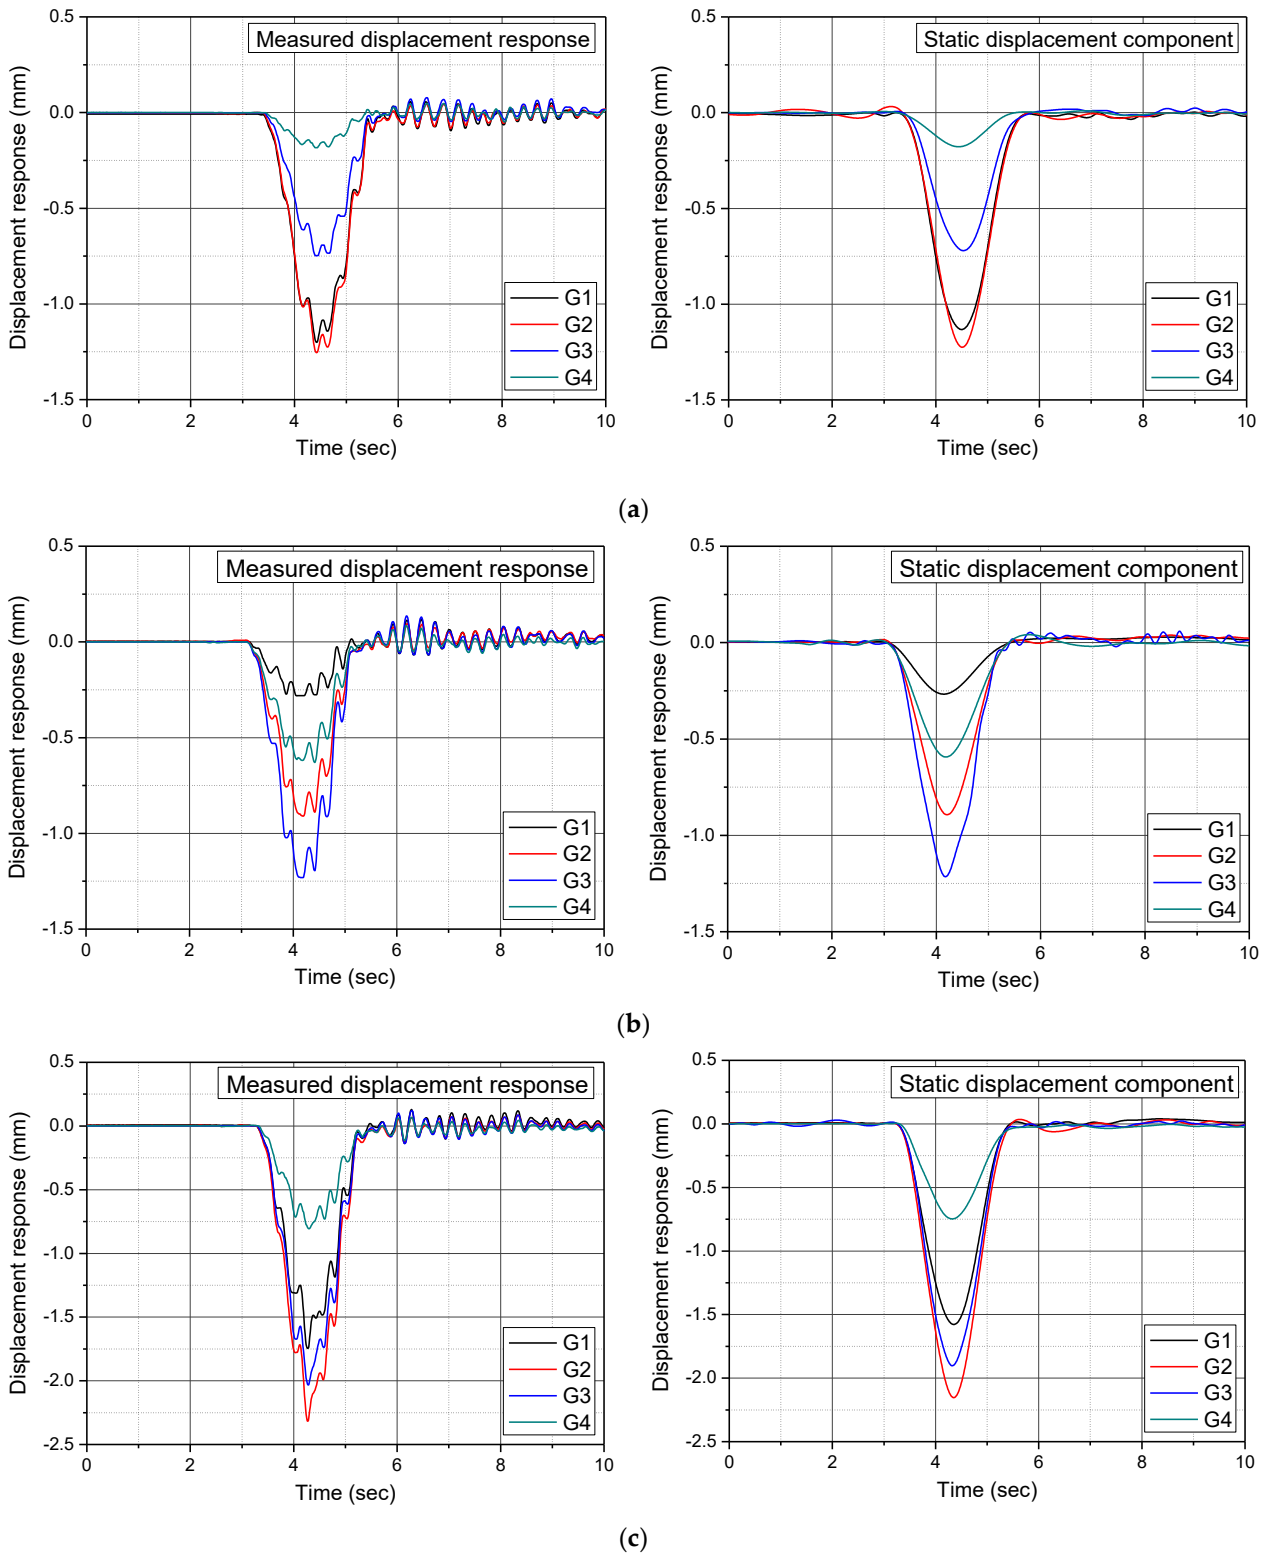 Measured displacement response
Displacement response (mm)
0.5
0.0
-0.5
-1.0
-1.5
G1
G2
G3
G4
0 2 4 6 8 10
Time (sec)
Static displacement component
Displacement response (mm)
0.5
0.0
-0.5
-1.0
-1.5
G1
G2
G3
G4
0 2 4 6 8 10
Time (sec)
(a)
Measured displacement response
Displacement response (mm)
0.5
0.0
-0.5
-1.0
-1.5
G1
G2
G3
G4
0 2 4 6 8 10
Time (sec)
Static displacement component
Displacement response (mm)
0.5
0.0
-0.5
-1.0
-1.5
G1
G2
G3
G4
0 2 4 6 8 10
Time (sec)
(b)
Measured displacement response
Displacement response (mm)
0.5
0.0
-0.5
-1.0
-1.5
-2.0
-2.5
G1
G2
G3
G4
0 2 4 6 8 10
Time (sec)
Static displacement component
Displacement response (mm)
0.5
0.0
-0.5
-1.0
-1.5
-2.0
-2.5
G1
G2
G3
G4
0 2 4 6 8 10
Time (sec)
(c)